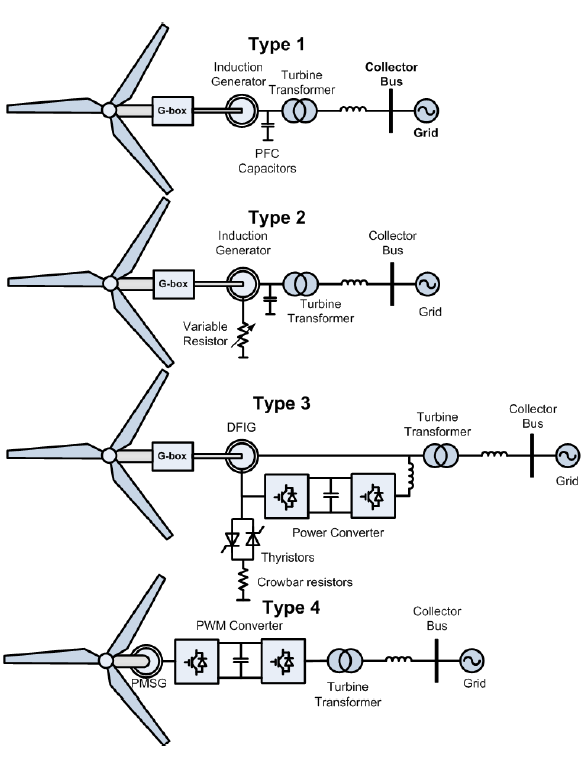 Type 1
Induction
Generator
Turbine
Transformer
Collector
Bus
G-box
Grid
PFC
Capacitors
Type 2
Induction
Generator
Collector
Bus
G-box
Turbine
Transformer
Grid
Variable
Resistor
Type 3
DFIG
Turbine
Transformer
Collector
Bus
G-box
Grid
Power Converter
Thyristors
Crowbar resistors
Type 4
PWM Converter
Collector
Bus
PMSG
Turbine
Transformer
Grid